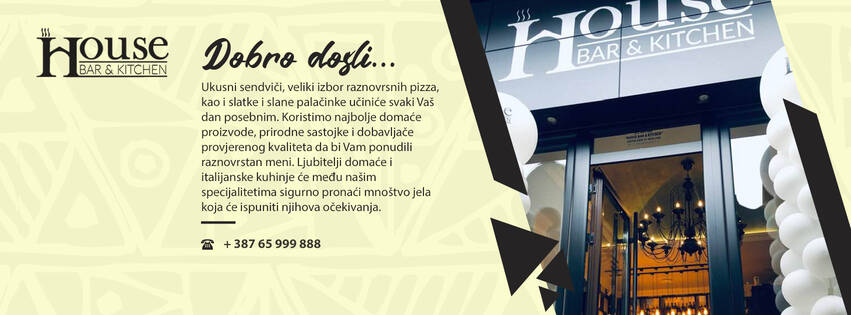 House
BAR & KITCHEN
Dobro došli...
Ukusni sendviči, veliki izbor raznovrsnih pizza,
kao i slatke i slane palačinke učiniće svaki Vaš
dan posebnim. Koristimo najbolje domaće
proizvode, prirodne sastojke i dobavljače
provjerenog kvaliteta da bi Vam ponudili
raznovrstan meni. Ljubitelji domaće i
italijanske kuhinje će među našim
specijalitetima sigurno pronaći mnoštvo jela
koja će ispuniti njihova očekivanja.
+ 387 65 999 888
House
BAR & KITCHEN